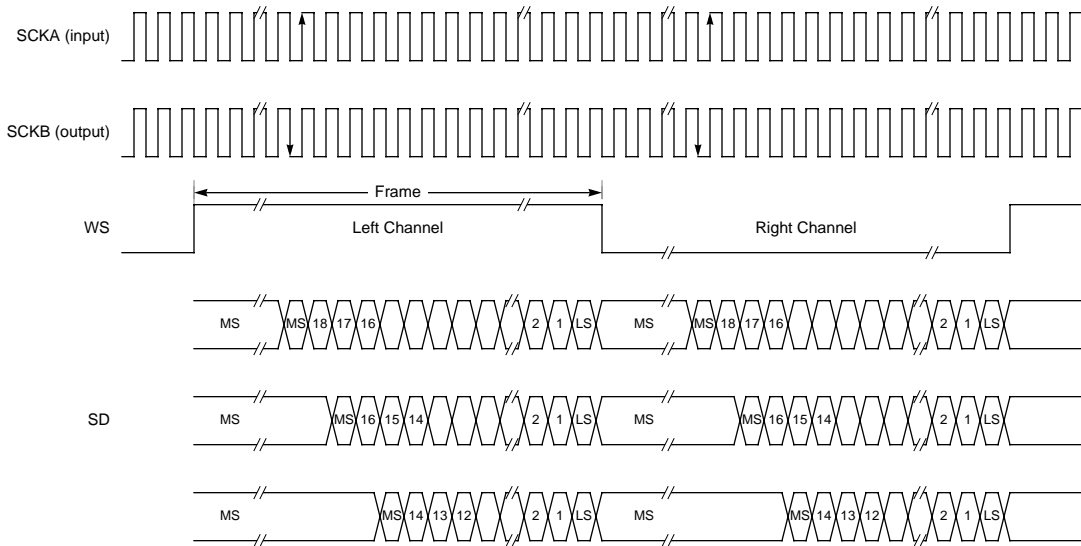 SCKA (input)
SCKB (output)
Frame
WS
Left Channel
Right Channel
MS MS 18 17 16 2 1 LS MS MS 18 17 16 2 1 LS
SD
MS MS 16 15 14 2 1 LS MS MS 16 15 14 2 1 LS
MS MS 14 13 12 2 1 LS MS MS 14 13 12 2 1 LS